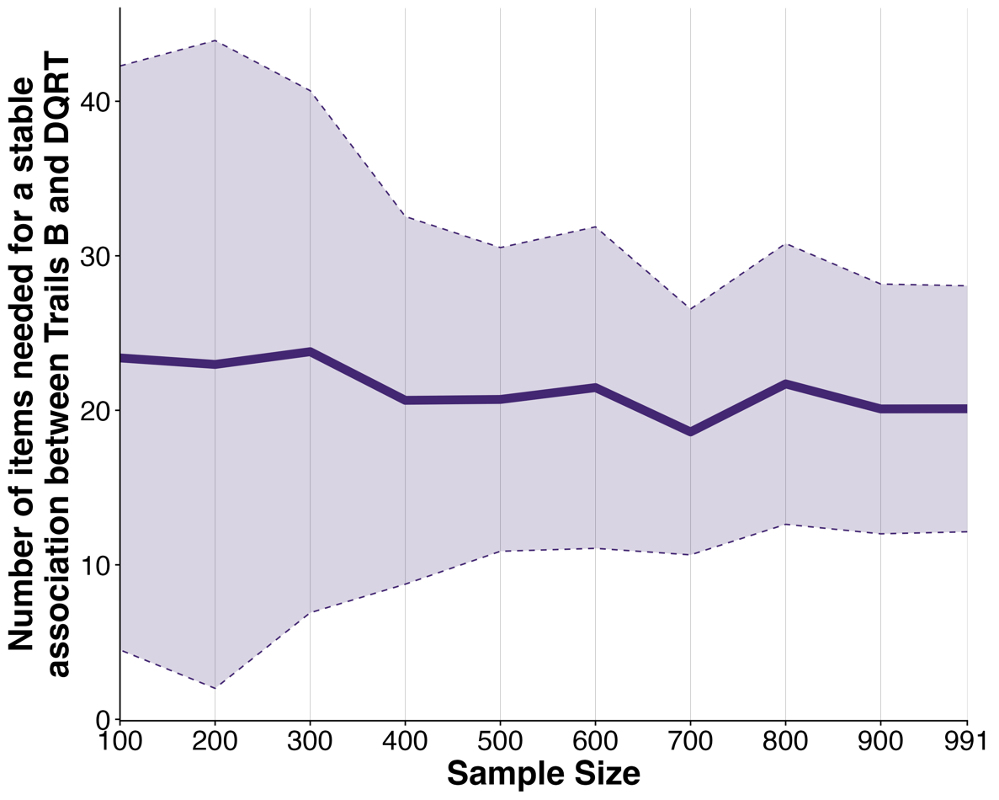 Number of items needed for a stable
association between Trails B and DQRT
40
30
20
10
0
100 200 300 400 500 600 700 800 900 991
Sample Size